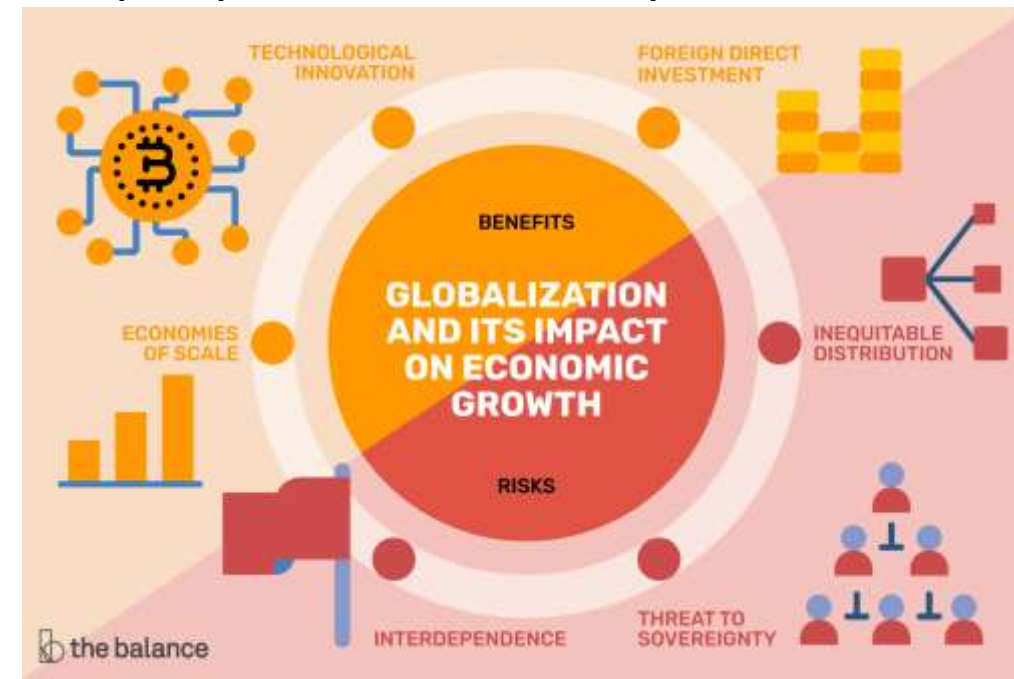 TECHNOLOGICAL
INNOVATION
FOREIGN DIRECT
INVESTMENT
BENEFITS
GLOBALIZATION
AND ITS IMPACT
ON ECONOMIC
GROWTH
ECONOMIES
OF SCALE
INEQUITABLE
DISTRIBUTION
RISKS
INTERDEPENDENCE
THREAT TO
SOVEREIGNTY
the balance